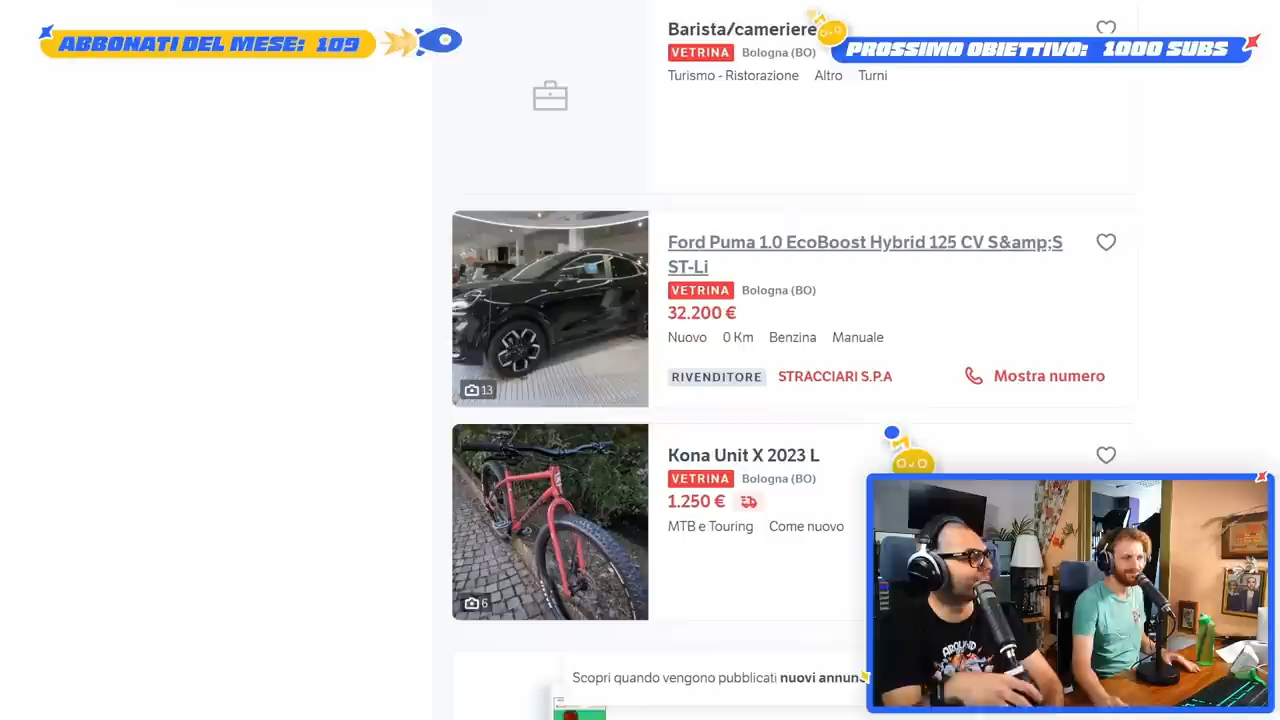 ABBONATI DEL MESE: 109
PROSSIMO OBIETTIVO: 1000 SUBS
Barista/cameriere
VETRINA Bologna (BO)
Turismo - Ristorazione Altro Turni
Ford Puma 1.0 EcoBoost Hybrid 125 CV S&amp;S
ST-Li
VETRINA Bologna (BO)
32.200 €
Nuovo 0 Km Benzina Manuale
RIVENDITORE STRACCIARI S.P.A Mostra numero
13
Kona Unit X 2023 L
VETRINA Bologna (BO)
1.250 €
MTB e Touring Come nuovo
6
Scopri quando vengono pubblicati nuovi annun
AROUND